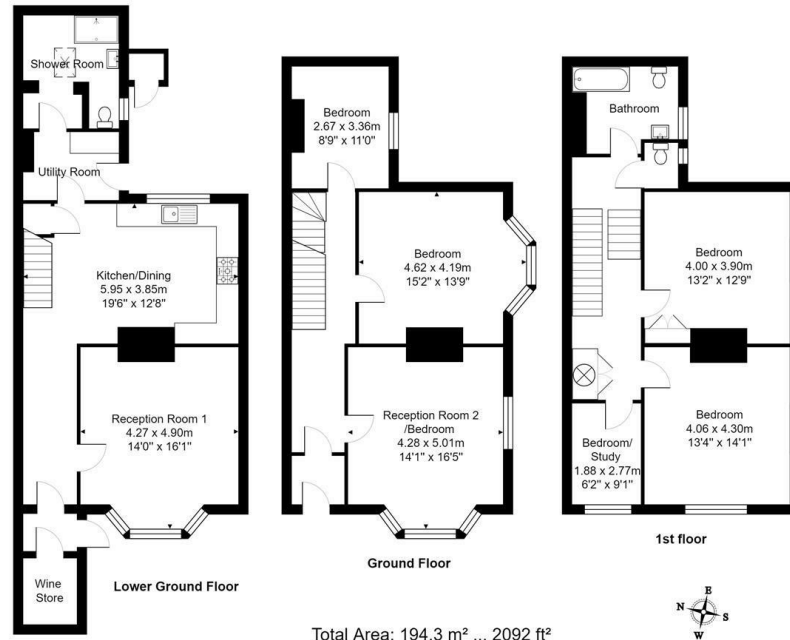 Shower Room
Utility Room
Kitchen/Dining
5.95 x 3.85m
19'6" x 12'8"
Reception Room 1
4.27 x 4.90m
14'0" x 16'1"
Wine
Store
Lower Ground Floor
Bedroom
2.67 x 3.36m
8'9" x 11'0"
Bedroom
4.62 x 4.19m
15'2" x 13'9"
Reception Room 2
/Bedroom
4.28 x 5.01m
14'1" x 16'5"
Ground Floor
Bathroom
Bedroom
4.00 x 3.90m
13'2" x 12'9"
Bedroom
4.06 x 4.30m
13'4" x 14'1"
Bedroom/
Study
1.88 x 2.77m
6'2" x 9'1"
1st floor
N E S W
Total Area: 194.3 m² ... 2092 ft²